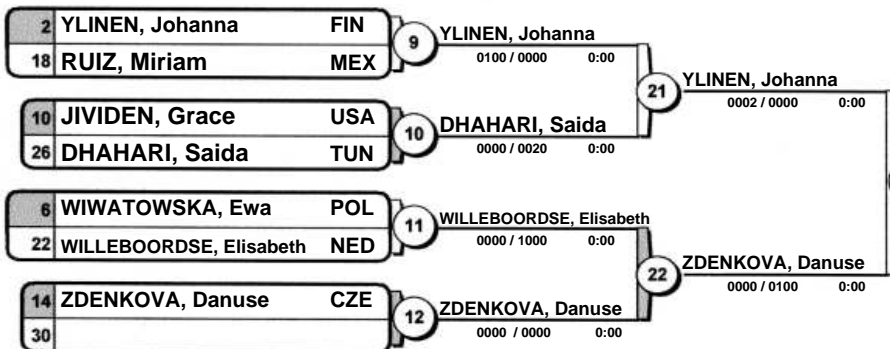 2 YLINEN, Johanna FIN
18 RUIZ, Miriam MEX
9
YLINEN, Johanna
0100 / 0000 0:00
10 JIVIDEN, Grace USA
26 DHAHARI, Saida TUN
10
DHAHARI, Saida
0000 / 0020 0:00
21
YLINEN, Johanna
0002 / 0000 0:00
6 WIWATOWSKA, Ewa POL
22 WILLEBOORDSE, Elisabeth NED
11
WILLEBOORDSE, Elisabeth
0000 / 1000 0:00
14 ZDENKOVA, Danuse CZE
30
12
ZDENKOVA, Danuse
0000 / 0000 0:00
22
ZDENKOVA, Danuse
0000 / 0100 0:00